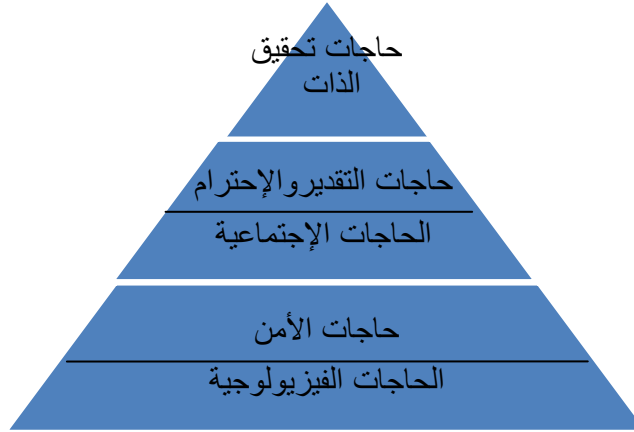 حاجات تحقيق
الذات
حاجات التقديروالإحترام
الحاجات الإجتماعية
حاجات الأمن
الحاجات الفيزيولوجية